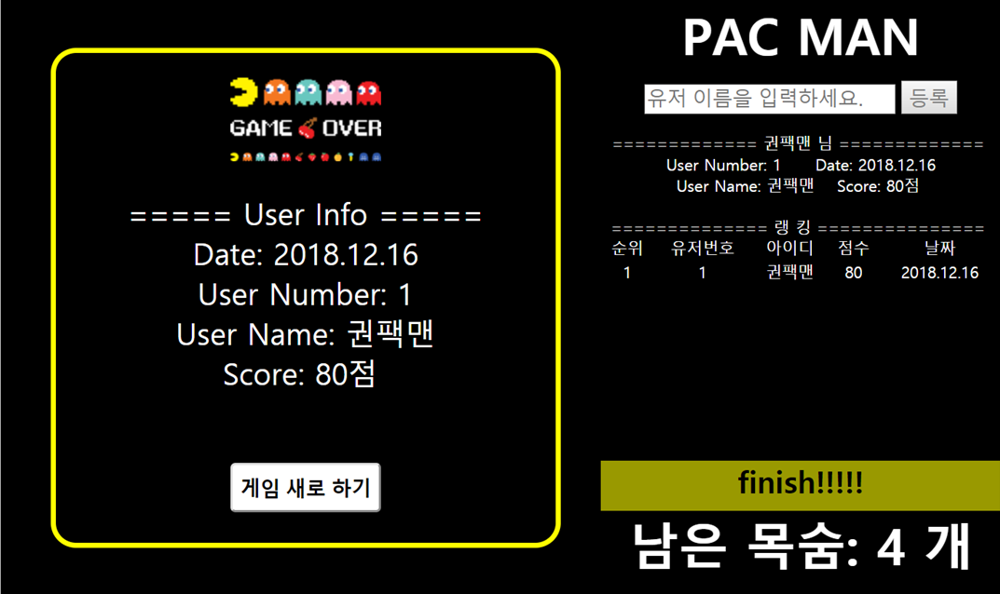 GAME OVER
===== User Info =====
Date: 2018.12.16
User Number: 1
User Name: 권팩맨
Score: 80점
게임 새로 하기
PAC MAN
유저 이름을 입력하세요. 등록
============= 권팩맨 님 =============
User Number: 1 Date: 2018.12.16
User Name: 권팩맨 Score: 80점
============== 랭 킹 ===============
순위 유저번호 아이디 점수 날짜
1 1 권팩맨 80 2018.12.16
finish!!!!!
남은 목숨: 4 개